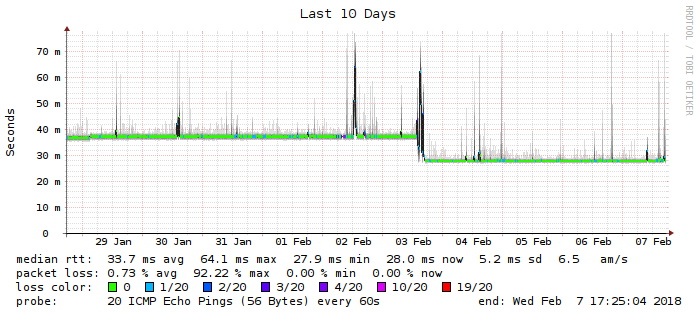 Last 10 Days
RRDTOOL / TOBI OETIKER
Seconds
70 m
60 m
50 m
40 m
30 m
20 m
10 m
0
29 Jan 30 Jan 31 Jan 01 Feb 02 Feb 03 Feb 04 Feb 05 Feb 06 Feb 07 Feb
median rtt: 33.7 ms avg 64.1 ms max 27.9 ms min 28.0 ms now 5.2 ms sd 6.5 am/s
packet loss: 0.73 % avg 92.22 % max 0.00 % min 0.00 % now
loss color: 0 1/20 2/20 3/20 4/20 10/20 19/20
probe: 20 ICMP Echo Pings (56 Bytes) every 60s end: Wed Feb 7 17:25:04 2018